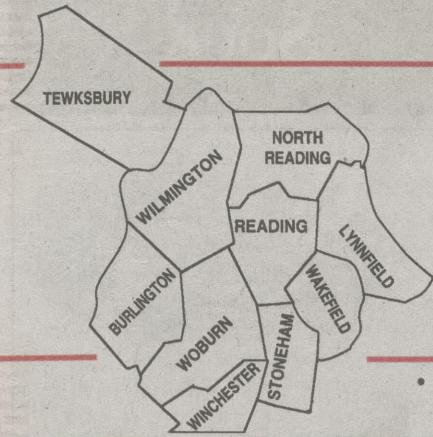 TEWKSBURY
NORTH
READING
WILMINGTON
READING
LYNNFIELD
BURLINGTON
WAKEFIELD
WOBURN
STONEHAM
WINCHESTER